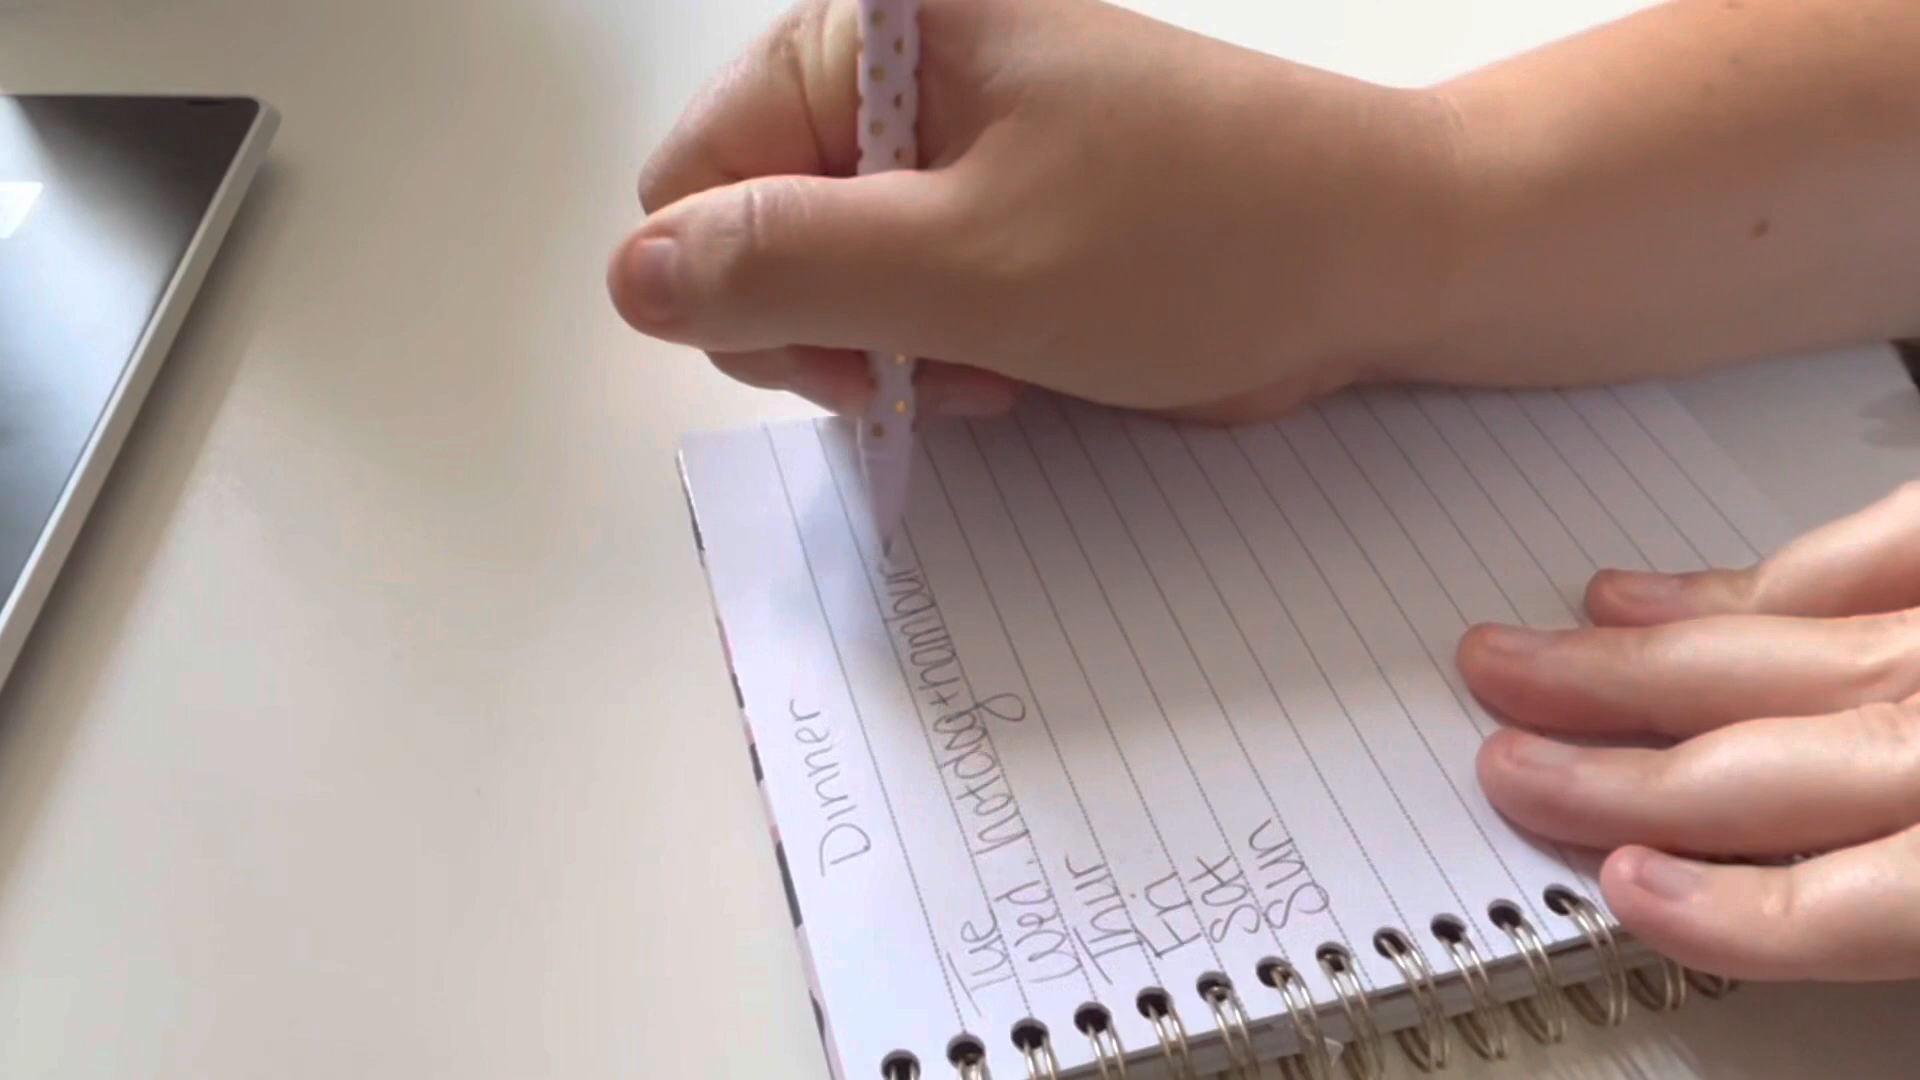 Dinner
Tue
Wed. hotdog + hambur
Thur
Fri
Sat
Sun